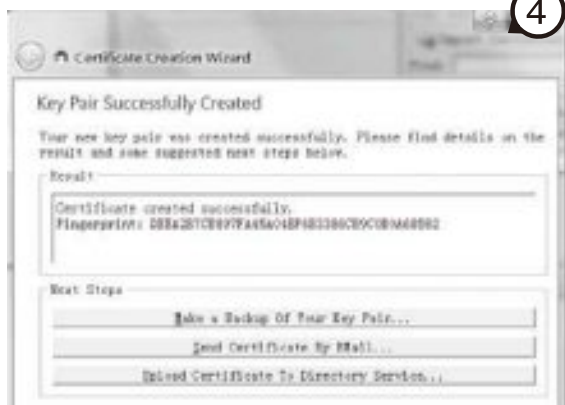 4
Certificate Creation Wizard
Key Pair Successfully Created
Your new key pair was created successfully. Please find details on the
result and some suggested next steps below.
Result
Certificate created successfully.
Fingerprint:
Next Steps
Make a Backup Of Your Key Pair...
Send Certificate By EMail...
Upload Certificate To Directory Service...